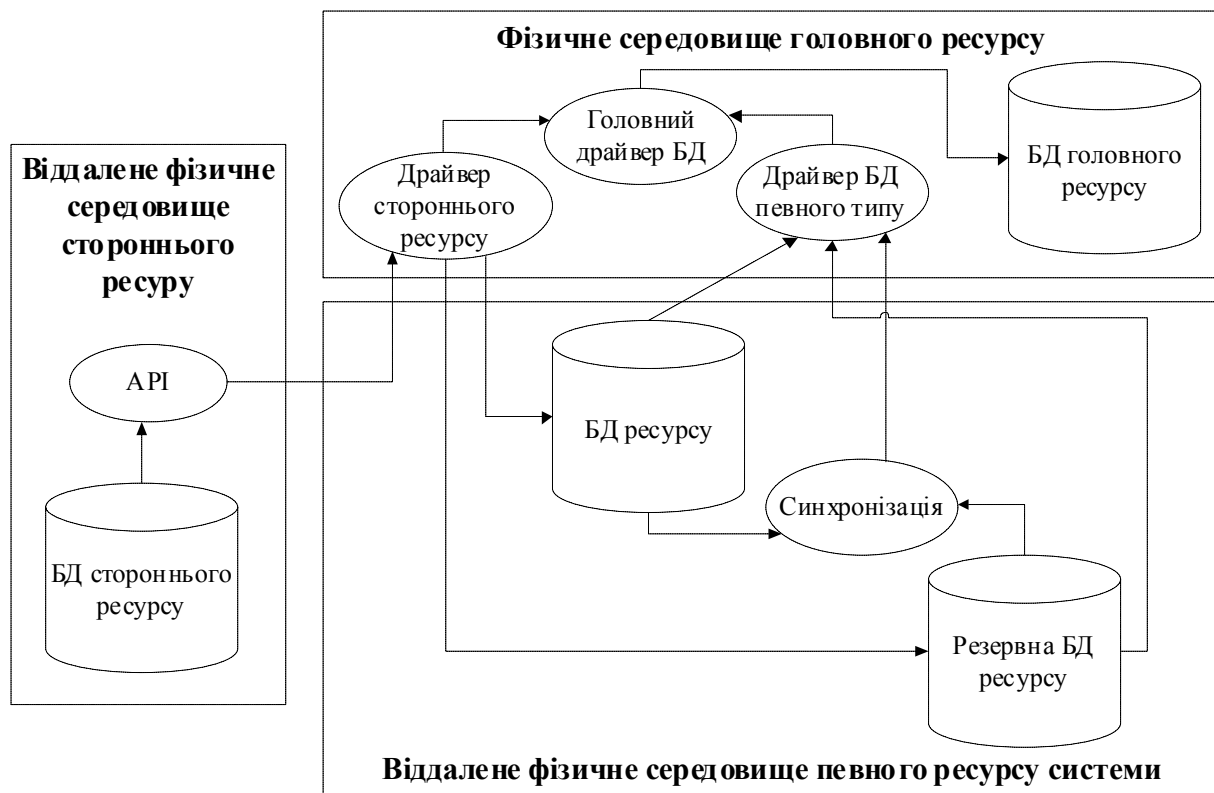 Фізичне середовище головного ресурсу
Головний
драйвер БД
БД головного
ресурсу
Драйвер
стороннього
ресурсу
Драйвер БД
певного типу
Віддалене фізичне
середовище
стороннього
ресуру
API
БД стороннього
ресурсу
БД ресурсу
Синхронізація
Резервна БД
ресурсу
Віддалене фізичне середовище певного ресурсу системи